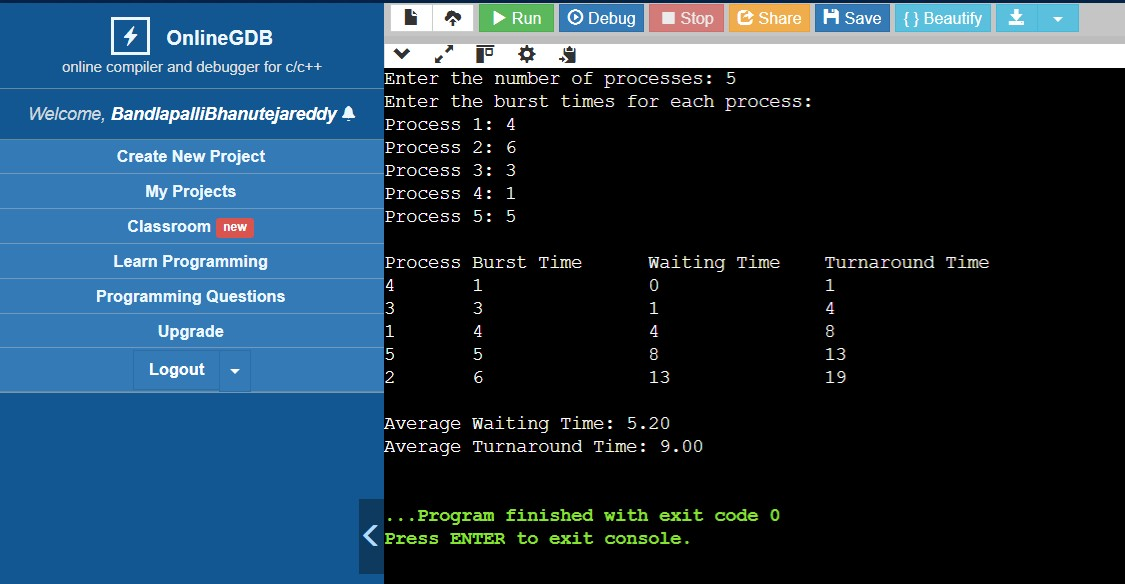 OnlineGDB
online compiler and debugger for c/c++
Welcome, BandlapalliBhanutejareddy
Create New Project
My Projects
Classroom new
Learn Programming
Programming Questions
Upgrade
Logout
Run Debug Stop Share Save { } Beautify
Enter the number of processes: 5
Enter the burst times for each process:
Process 1: 4
Process 2: 6
Process 3: 3
Process 4: 1
Process 5: 5
Process Burst Time Waiting Time Turnaround Time
4 1 0 1
3 3 1 4
1 4 4 8
5 5 8 13
2 6 13 19
Average Waiting Time: 5.20
Average Turnaround Time: 9.00
...Program finished with exit code 0
Press ENTER to exit console.